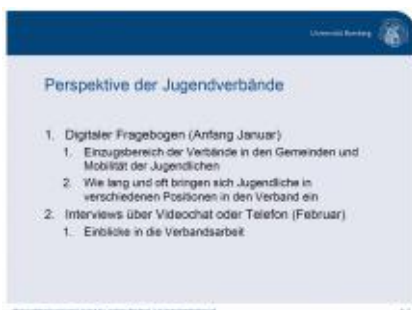 Universität Bamberg
Perspektive der Jugendverbände
1. Digitaler Fragebogen (Anfang Januar)
1. Einzugsbereich der Verbände in den Gemeinden und
Mobilität der Jugendlichen
2. Wie lang und oft bringen sich Jugendliche in
verschiedenen Positionen in den Verband ein
2. Interviews über Videochat oder Telefon (Februar)
1. Einblicke in die Verbandsarbeit